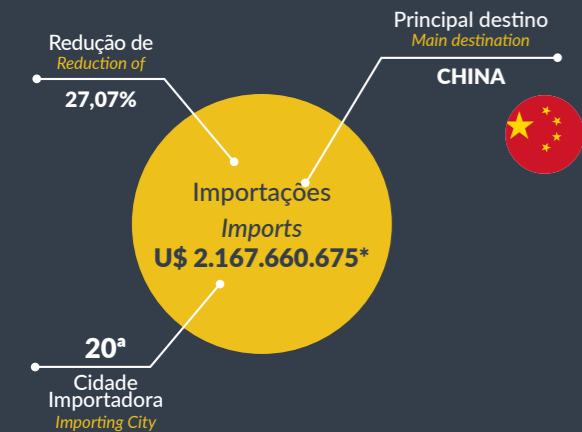 Principal destino
Main destination
CHINA
Redução de
Reduction of
27,07%
Importações
Imports
U$ 2.167.660.675*
20ª
Cidade
Importadora
Importing City